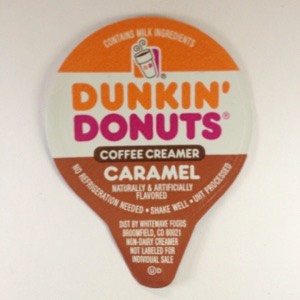 CONTAINS MILK INGREDIENTS
DUNKIN'
DONUTS®
COFFEE CREAMER
CARAMEL
NATURALLY & ARTIFICIALLY
FLAVORED
NO REFRIGERATION NEEDED • SHAKE WELL • UHT PROCESSED
DIST BY WHITEWAVE FOODS
BROOMFIELD, CO 80021
NON-DAIRY CREAMER
NOT LABELED FOR
INDIVIDUAL SALE
U D